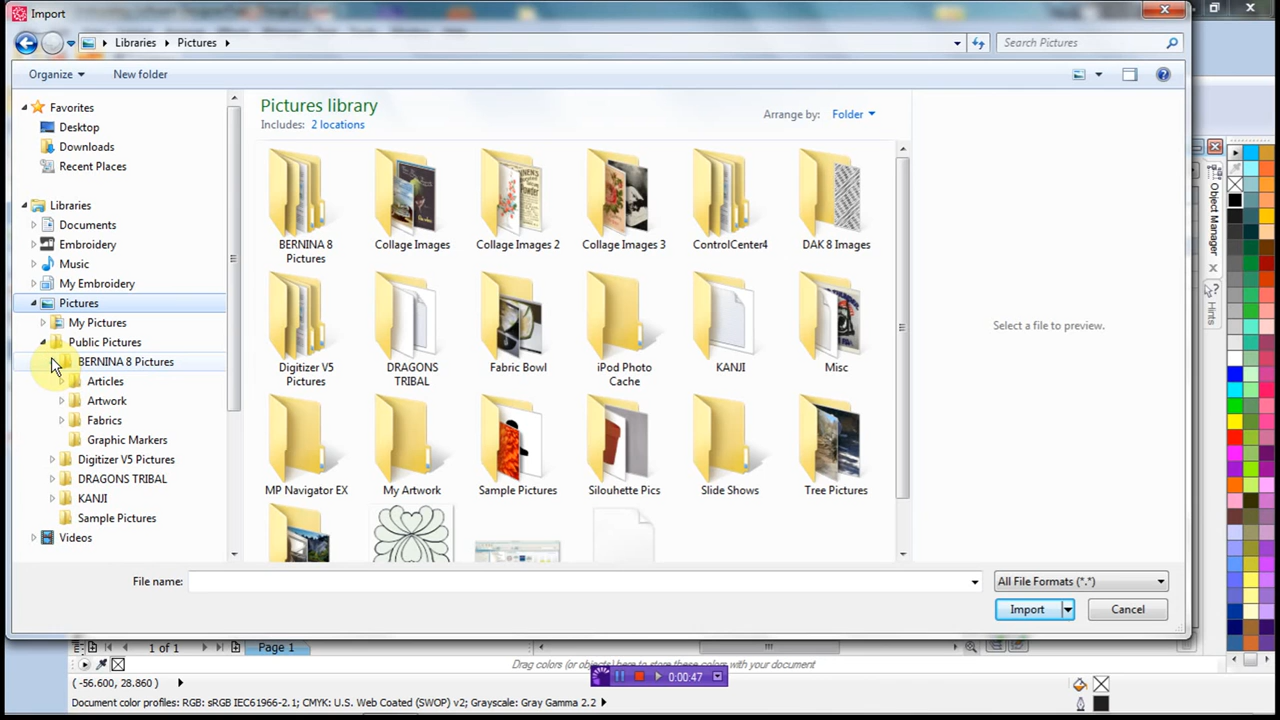 Import
Libraries
Pictures
Search Pictures
Organize
New folder
Favorites
Desktop
Downloads
Recent Places
Libraries
Documents
Embroidery
Music
My Embroidery
Pictures
My Pictures
Public Pictures
BERNINA 8 Pictures
Articles
Artwork
Fabrics
Graphic Markers
Digitizer V5 Pictures
DRAGONS TRIBAL
KANJI
Sample Pictures
Videos
Pictures library
Includes: 2 locations
Arrange by: Folder
BERNINA 8
Pictures
Collage Images
Collage Images 2
Collage Images 3
ControlCenter4
DAK 8 Images
Digitizer V5
Pictures
DRAGONS
TRIBAL
Fabric Bowl
iPod Photo
Cache
KANJI
Misc
MP Navigator EX
My Artwork
Sample Pictures
Silouhette Pics
Slide Shows
Tree Pictures
Select a file to preview.
File name:
All File Formats (*.*)
Import
Cancel
Object Manager
Hints
1 of 1
Page 1
Drag colors (or objects) here to store these colors with your document
0:00:47
(-56.600, 28.860)
Document color profiles: RGB: sRGB IEC61966-2.1; CMYK: U.S. Web Coated (SWOP) v2; Grayscale: Gray Gamma 2.2